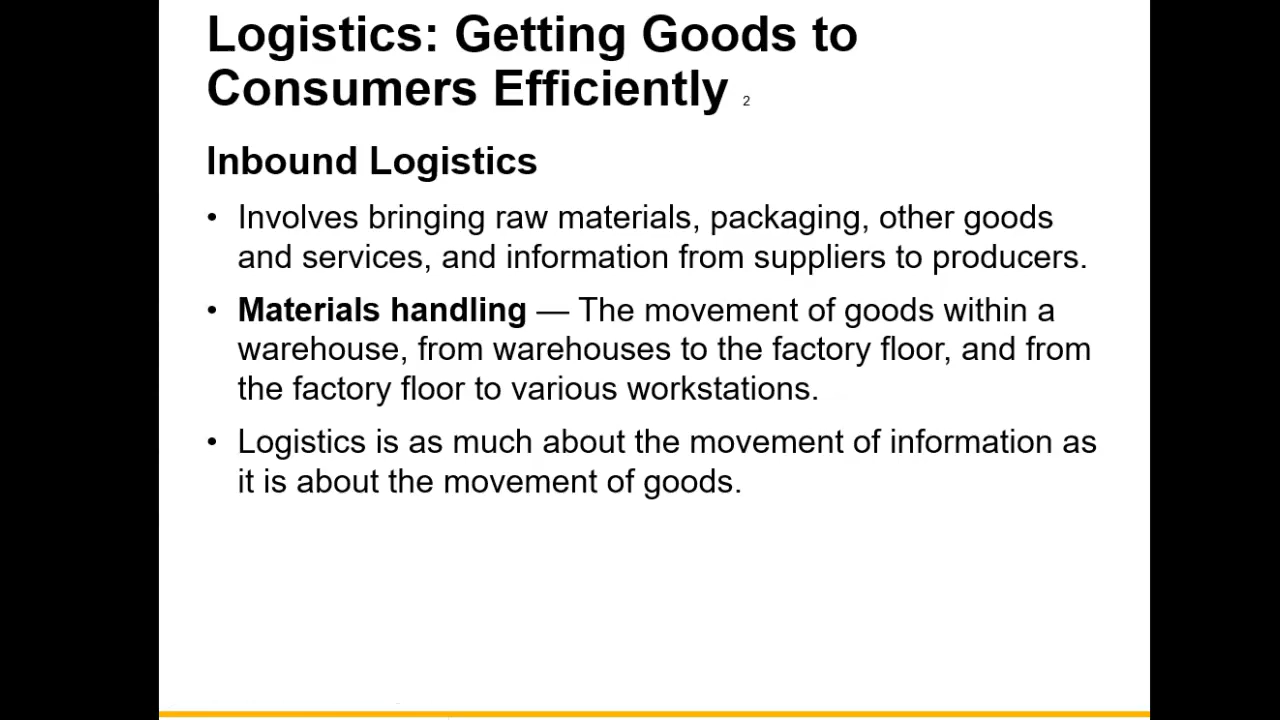 Logistics: Getting Goods to
Consumers Efficiently 2
Inbound Logistics
• Involves bringing raw materials, packaging, other goods
and services, and information from suppliers to producers.
• Materials handling — The movement of goods within a
warehouse, from warehouses to the factory floor, and from
the factory floor to various workstations.
• Logistics is as much about the movement of information as
it is about the movement of goods.